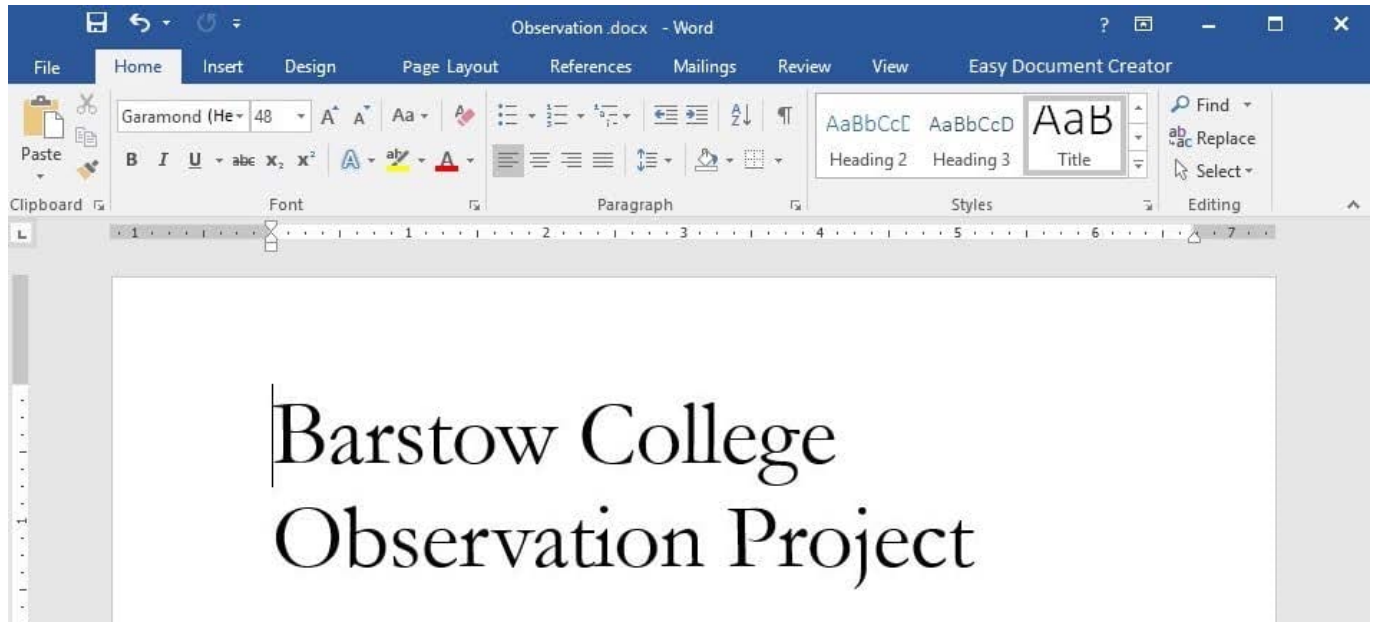 Observation .docx - Word ?
File Home Insert Design Page Layout References Mailings Review View Easy Document Creator
Garamond (He 48 A A Aa
AaBbCcD AaBbCcD AaB
Find
Replace
Paste
B I U abc X₂ X² A aby A
Heading 2 Heading 3 Title
Select
Clipboard Font Paragraph Styles Editing
L 1 1 2 3 4 5 6 7
Barstow College
Observation Project
1